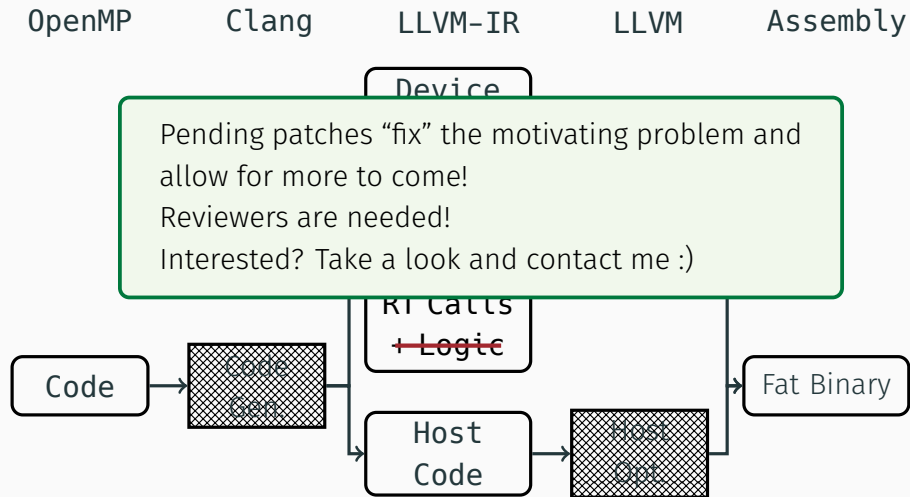 OpenMP Clang LLVM-IR LLVM Assembly
Device
Pending patches “fix” the motivating problem and
allow for more to come!
Reviewers are needed!
Interested? Take a look and contact me :)
RT Calls
+ Logic
Code
Code
Gen.
Fat Binary
Host
Code
Host
Opt.